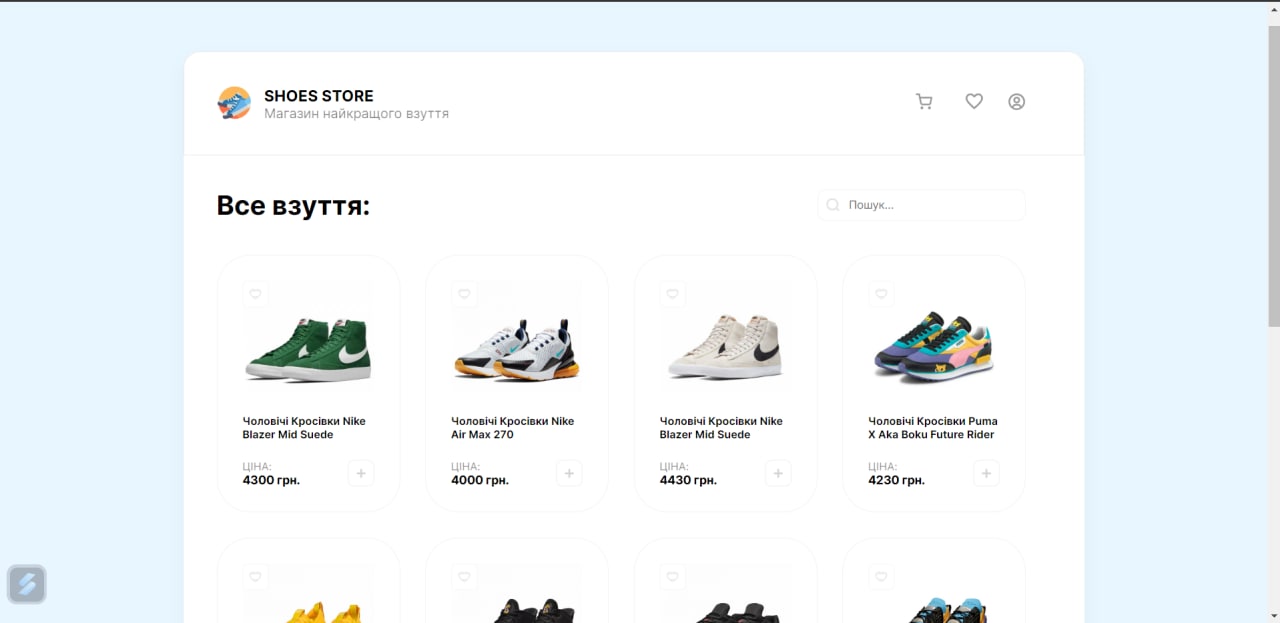 SHOES STORE
Магазин найкращого взуття
Все взуття:
Пошук...
Чоловічі Кросівки Nike
Blazer Mid Suede
ЦІНА:
4300 грн.
Чоловічі Кросівки Nike
Air Max 270
ЦІНА:
4000 грн.
Чоловічі Кросівки Nike
Blazer Mid Suede
ЦІНА:
4430 грн.
Чоловічі Кросівки Puma
X Aka Boku Future Rider
ЦІНА:
4230 грн.